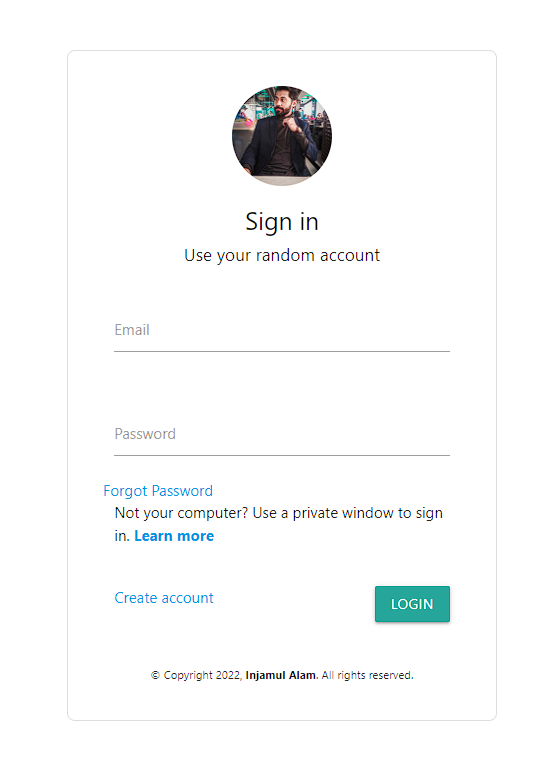 Sign in
Use your random account
Email
Password
Forgot Password
Not your computer? Use a private window to sign
in. Learn more
Create account
LOGIN
© Copyright 2022, Injamul Alam. All rights reserved.